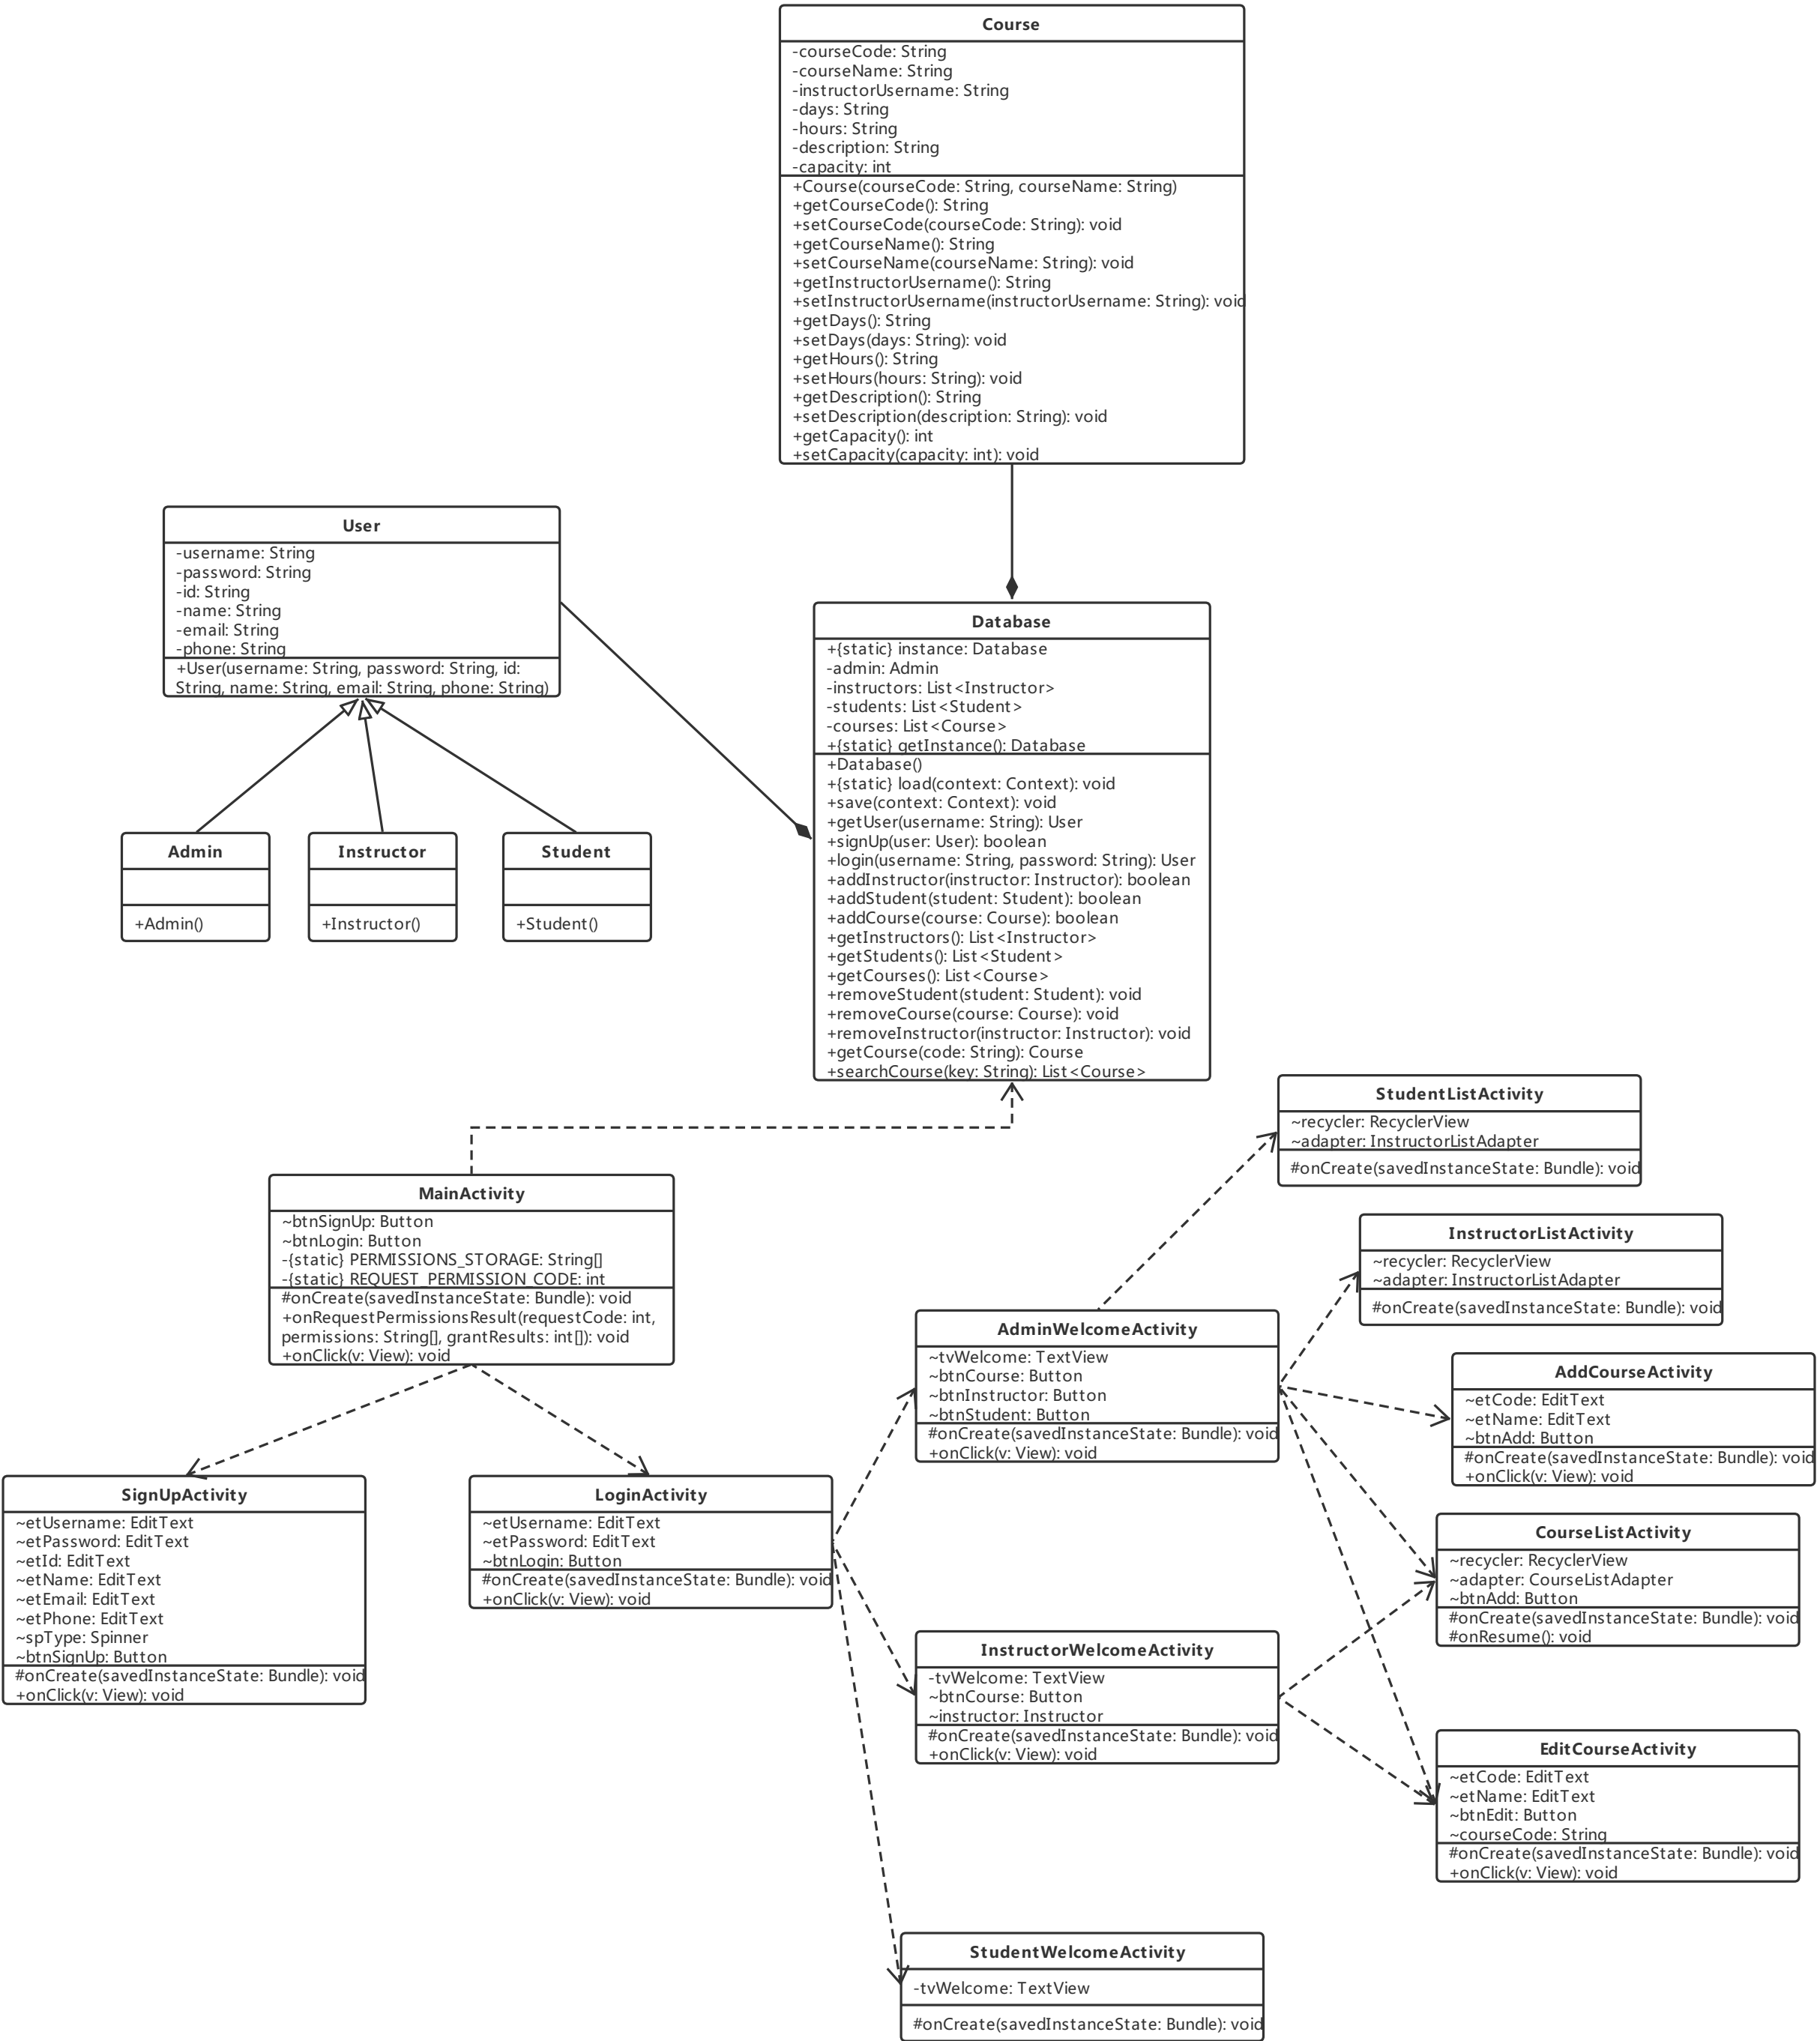 Course
-courseCode: String
-courseName: String
-instructorUsername: String
-days: String
-hours: String
-description: String
-capacity: int
+Course(courseCode: String, courseName: String)
+getCourseCode(): String
+setCourseCode(courseCode: String): void
+getCourseName(): String
+setCourseName(courseName: String): void
+getInstructorUsername(): String
+setInstructorUsername(instructorUsername: String): void
+getDays(): String
+setDays(days: String): void
+getHours(): String
+setHours(hours: String): void
+getDescription(): String
+setDescription(description: String): void
+getCapacity(): int
+setCapacity(capacity: int): void
User
-username: String
-password: String
-id: String
-name: String
-email: String
-phone: String
+User(username: String, password: String, id:
String, name: String, email: String, phone: String)
Database
+{static} instance: Database
-admin: Admin
-instructors: List<Instructor>
-students: List<Student>
-courses: List<Course>
+{static} getInstance(): Database
+Database()
+{static} load(context: Context): void
+save(context: Context): void
+getUser(username: String): User
+signUp(user: User): boolean
+login(username: String, password: String): User
+addInstructor(instructor: Instructor): boolean
+addStudent(student: Student): boolean
+addCourse(course: Course): boolean
+getInstructors(): List<Instructor>
+getStudents(): List<Student>
+getCourses(): List<Course>
+removeStudent(student: Student): void
+removeCourse(course: Course): void
+removeInstructor(instructor: Instructor): void
+getCourse(code: String): Course
+searchCourse(key: String): List<Course>
Admin
+Admin()
Instructor
+Instructor()
Student
+Student()
StudentListActivity
~recycler: RecyclerView
~adapter: InstructorListAdapter
#onCreate(savedInstanceState: Bundle): void
MainActivity
~btnSignUp: Button
~btnLogin: Button
-{static} PERMISSIONS_STORAGE: String[]
-{static} REQUEST_PERMISSION_CODE: int
#onCreate(savedInstanceState: Bundle): void
+onRequestPermissionsResult(requestCode: int,
permissions: String[], grantResults: int[]): void
+onClick(v: View): void
InstructorListActivity
~recycler: RecyclerView
~adapter: InstructorListAdapter
#onCreate(savedInstanceState: Bundle): void
AdminWelcomeActivity
~tvWelcome: TextView
~btnCourse: Button
~btnInstructor: Button
~btnStudent: Button
#onCreate(savedInstanceState: Bundle): void
+onClick(v: View): void
AddCourseActivity
~etCode: EditText
~etName: EditText
~btnAdd: Button
#onCreate(savedInstanceState: Bundle): void
+onClick(v: View): void
SignUpActivity
~etUsername: EditText
~etPassword: EditText
~etId: EditText
~etName: EditText
~etEmail: EditText
~etPhone: EditText
~spType: Spinner
~btnSignUp: Button
#onCreate(savedInstanceState: Bundle): void
+onClick(v: View): void
LoginActivity
~etUsername: EditText
~etPassword: EditText
~btnLogin: Button
#onCreate(savedInstanceState: Bundle): void
+onClick(v: View): void
CourseListActivity
~recycler: RecyclerView
~adapter: CourseListAdapter
~btnAdd: Button
#onCreate(savedInstanceState: Bundle): void
#onResume(): void
InstructorWelcomeActivity
-tvWelcome: TextView
~btnCourse: Button
~instructor: Instructor
#onCreate(savedInstanceState: Bundle): void
+onClick(v: View): void
EditCourseActivity
~etCode: EditText
~etName: EditText
~btnEdit: Button
~courseCode: String
#onCreate(savedInstanceState: Bundle): void
+onClick(v: View): void
StudentWelcomeActivity
-tvWelcome: TextView
#onCreate(savedInstanceState: Bundle): void